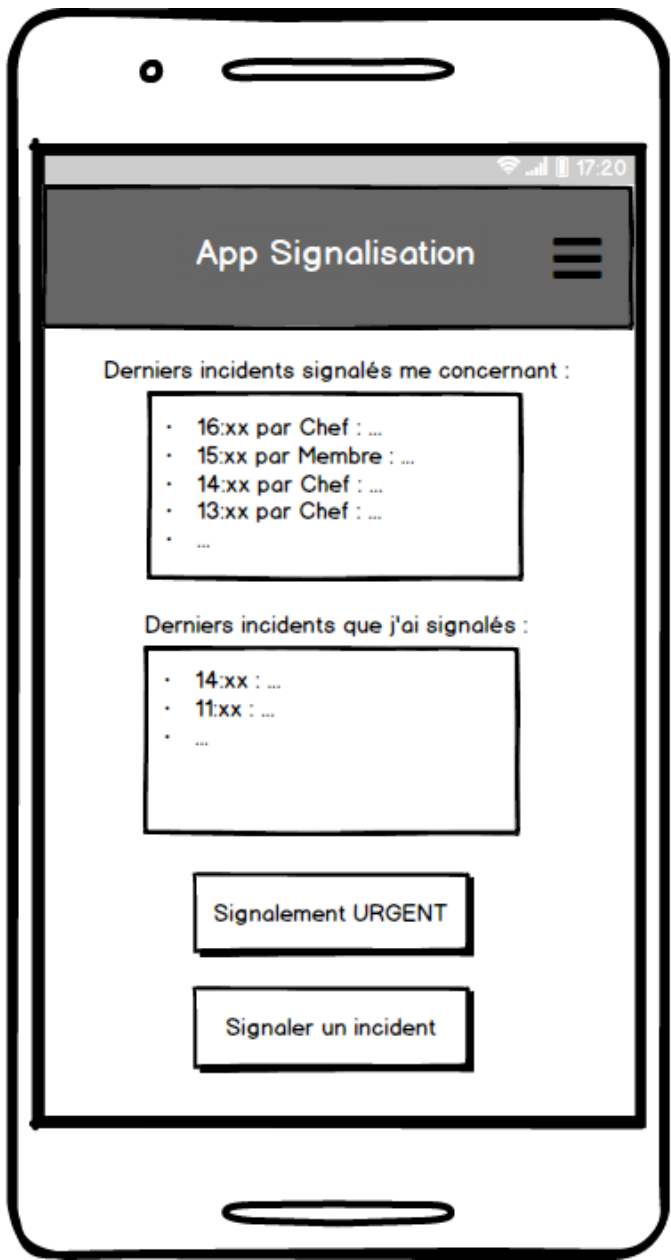 17:20
App Signalisation
Derniers incidents signalés me concernant :
· 16:xx par Chef : ...
· 15:xx par Membre : ...
· 14:xx par Chef : ...
· 13:xx par Chef : ...
· ...
Derniers incidents que j'ai signalés :
· 14:xx : ...
· 11:xx : ...
· ...
Signalement URGENT
Signaler un incident